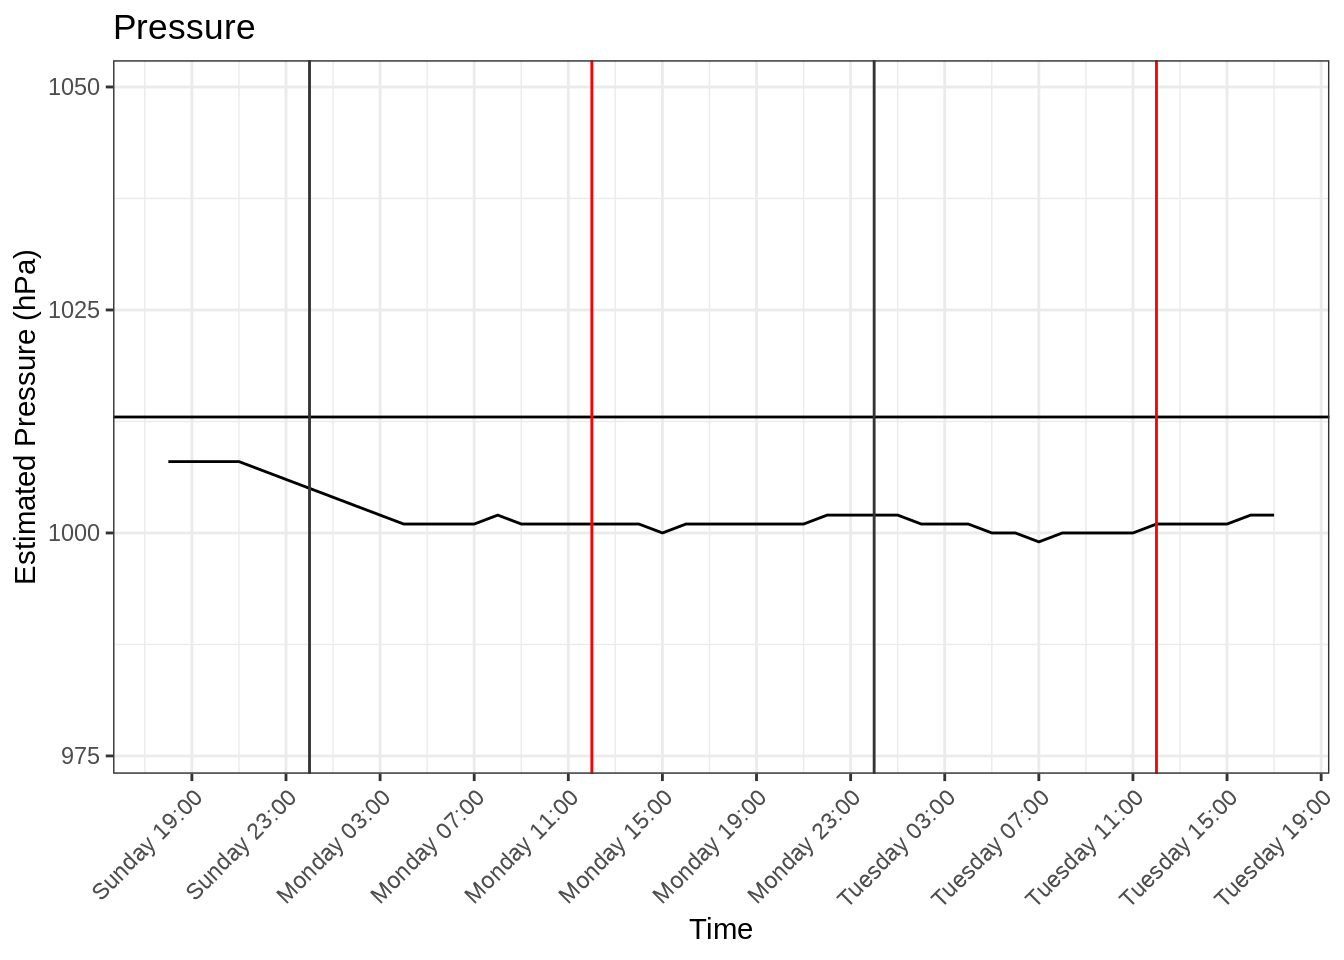 Pressure
Estimated Pressure (hPa)
1050
1025
1000
975
Sunday 19:00
Sunday 23:00
Monday 03:00
Monday 07:00
Monday 11:00
Monday 15:00
Monday 19:00
Monday 23:00
Tuesday 03:00
Tuesday 07:00
Tuesday 11:00
Tuesday 15:00
Tuesday 19:00
Time